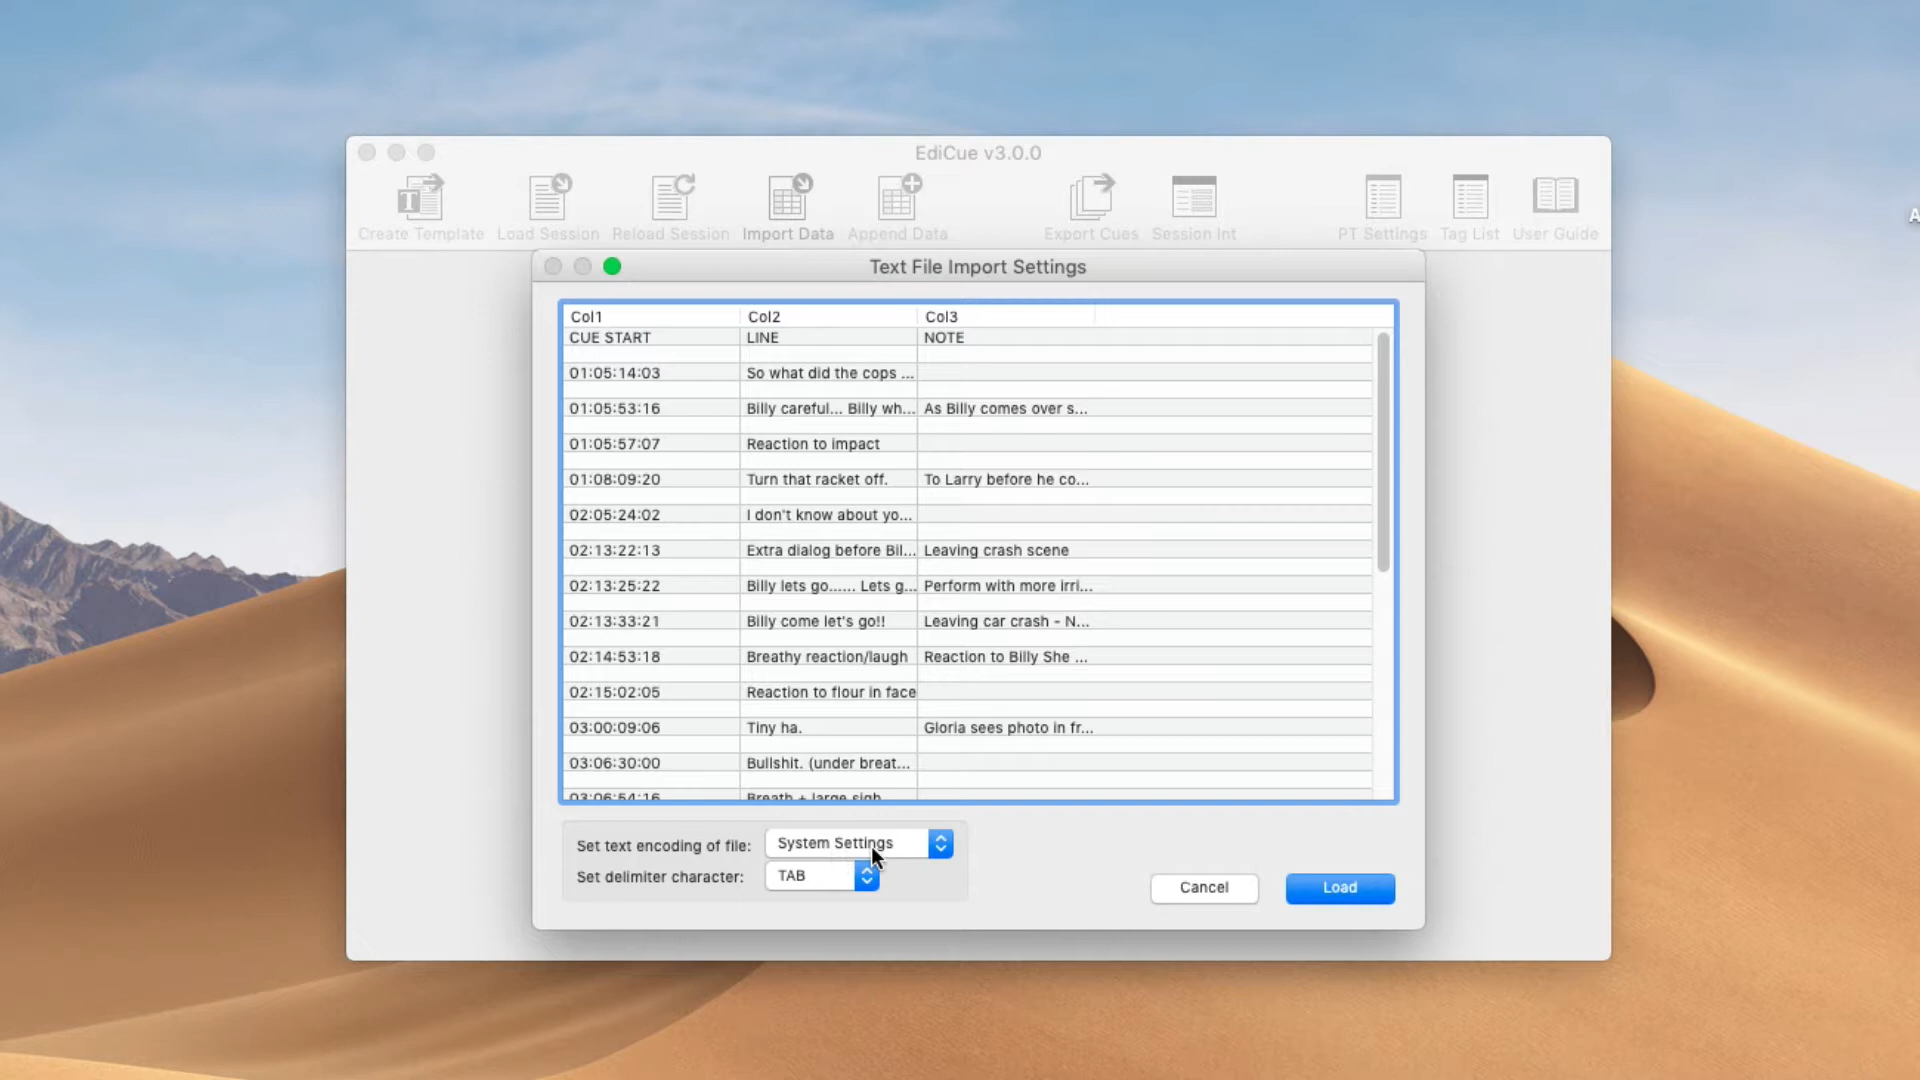 EdiCue v3.0.0
Create Template Load Session Reload Session Import Data Append Data Export Cues Session Int PT Settings Tag List User Guide
A
Text File Import Settings
Col1 Col2 Col3
CUE START LINE NOTE
01:05:14:03 So what did the cops ...
01:05:53:16 Billy careful... Billy wh... As Billy comes over s...
01:05:57:07 Reaction to impact
01:08:09:20 Turn that racket off. To Larry before he co...
02:05:24:02 I don't know about yo...
02:13:22:13 Extra dialog before Bil... Leaving crash scene
02:13:25:22 Billy lets go...... Lets g... Perform with more irri...
02:13:33:21 Billy come let's go!! Leaving car crash - N...
02:14:53:18 Breathy reaction/laugh Reaction to Billy She ...
02:15:02:05 Reaction to flour in face
03:00:09:06 Tiny ha. Gloria sees photo in fr...
03:06:30:00 Bullshit. (under breat...
03:06:54:16 Breath + large sigh
Set text encoding of file: System Settings
Set delimiter character: TAB
Cancel Load